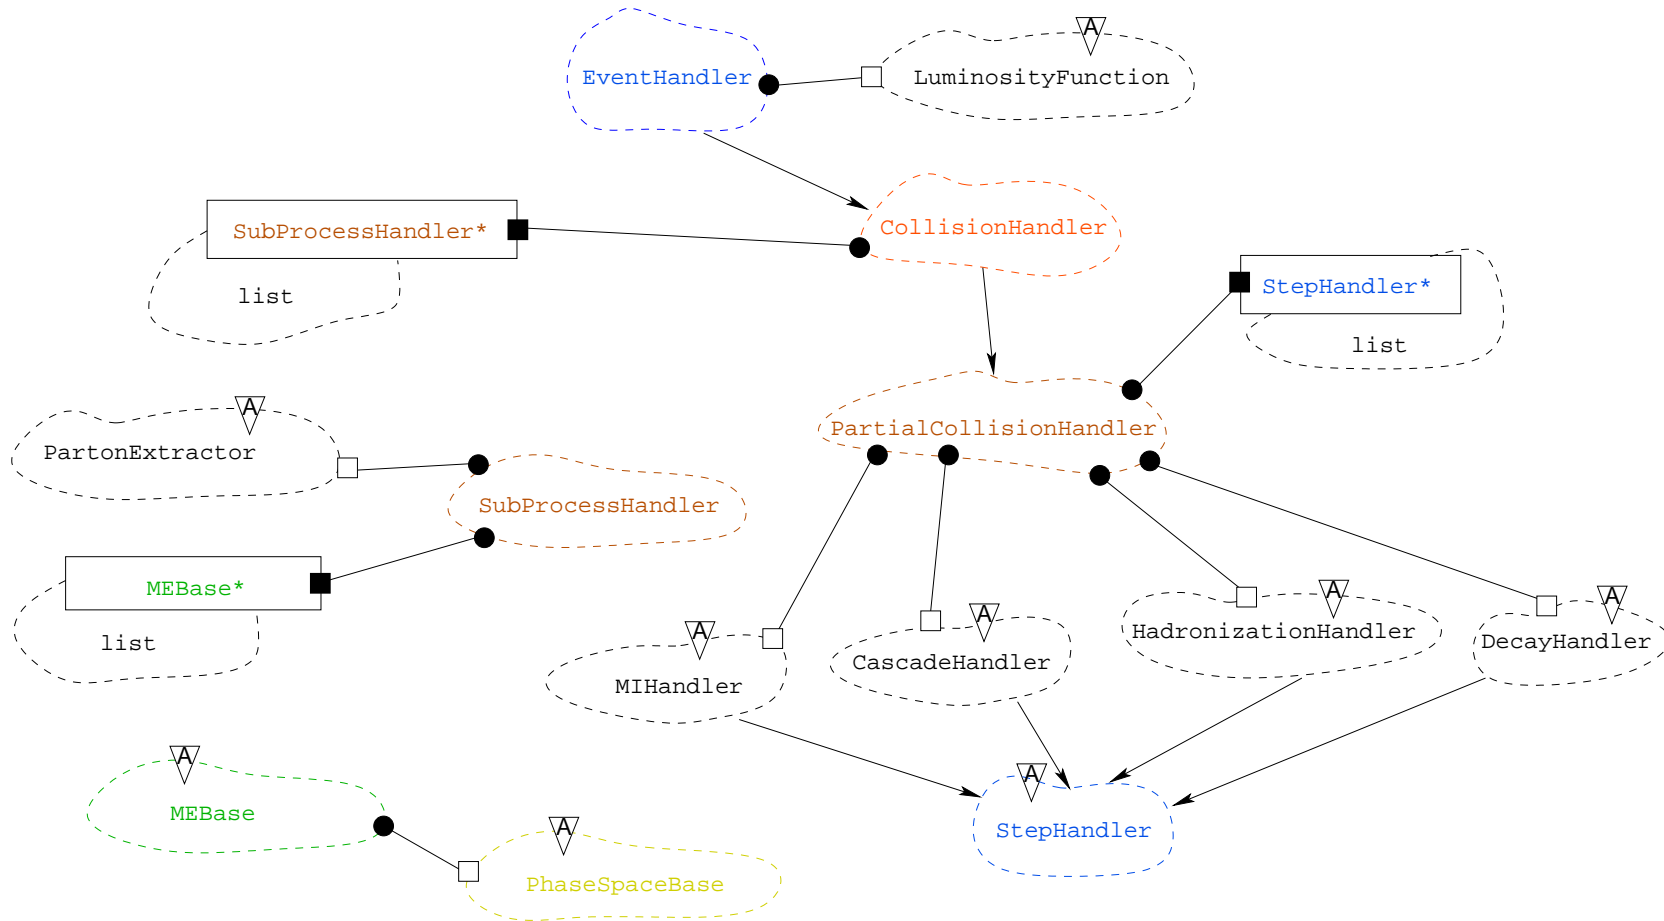 A
EventHandler
LuminosityFunction
SubProcessHandler*
CollisionHandler
list
StepHandler*
list
A
PartonExtractor
PartialCollisionHandler
SubProcessHandler
MEBase*
list
A
MIHandler
A
CascadeHandler
A
HadronizationHandler
A
DecayHandler
A
MEBase
A
StepHandler
A
PhaseSpaceBase